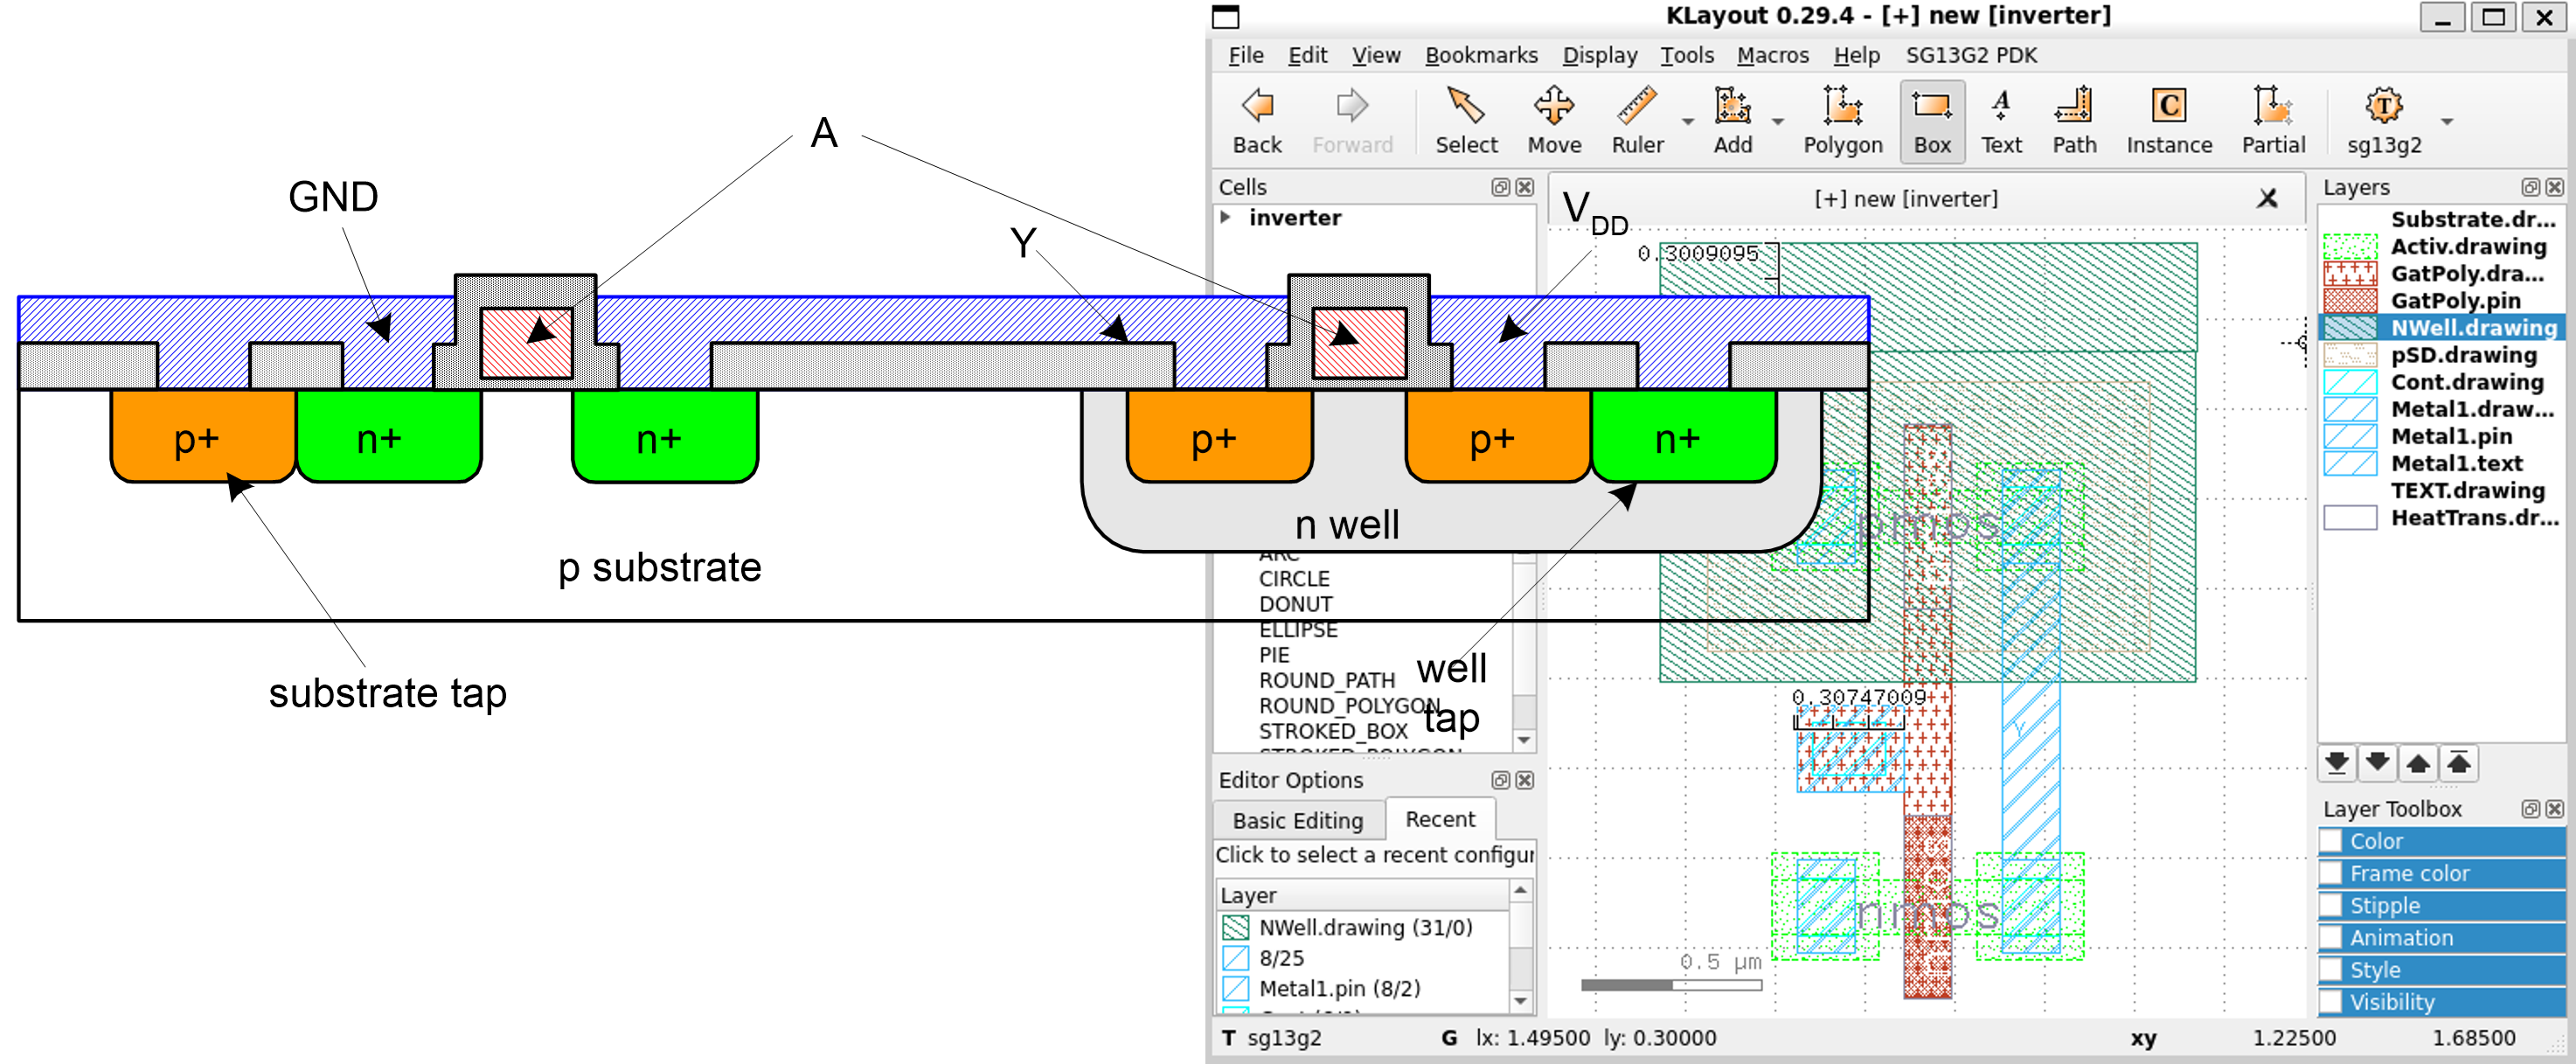 KLayout 0.29.4 - [+] new [inverter]
File Edit View Bookmarks Display Tools Macros Help SG13G2 PDK
Back Forward Select Move Ruler Add Polygon Box Text Path Instance Partial sg13g2
Cells
inverter
[+] new [inverter]
Layers
Substrate.dr...
Activ.drawing
GatPoly.dra...
GatPoly.pin
NWell.drawing
pSD.drawing
Cont.drawing
Metal1.draw...
Metal1.pin
Metal1.text
TEXT.drawing
HeatTrans.dr...
A
GND
Y
VDD
0.3009095
p+ n+ n+ p+ p+ n+
n well
p substrate
substrate tap
well
tap
pmos
ARC
CIRCLE
DONUT
ELLIPSE
PIE
ROUND_PATH
ROUND_POLYGON
STROKED_BOX
STROKED_POLYGON
0.30747009
Y
nmos
0.5 µm
Editor Options
Basic Editing Recent
Click to select a recent configur
Layer
NWell.drawing (31/0)
8/25
Metal1.pin (8/2)
Layer Toolbox
Color
Frame color
Stipple
Animation
Style
Visibility
T sg13g2 G lx: 1.49500 ly: 0.30000 xy 1.22500 1.68500